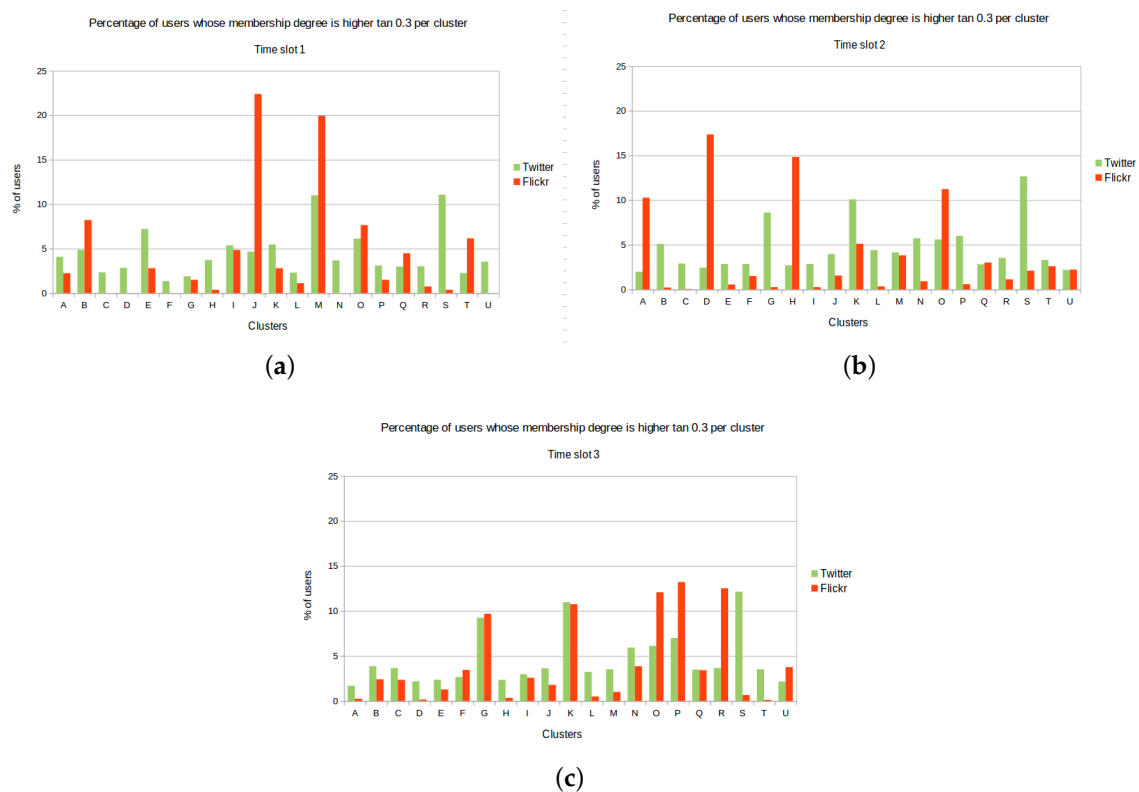 Percentage of users whose membership degree is higher tan 0.3 per cluster
Time slot 1
25
20
15
10
5
0
% of users
A B C D E F G H I J K L M N O P Q R S T U
Clusters
Twitter
Flickr
(a)
Percentage of users whose membership degree is higher tan 0.3 per cluster
Time slot 2
25
20
15
10
5
0
% of users
A B C D E F G H I J K L M N O P Q R S T U
Clusters
Twitter
Flickr
(b)
Percentage of users whose membership degree is higher tan 0.3 per cluster
Time slot 3
25
20
15
10
5
0
% of users
A B C D E F G H I J K L M N O P Q R S T U
Clusters
Twitter
Flickr
(c)